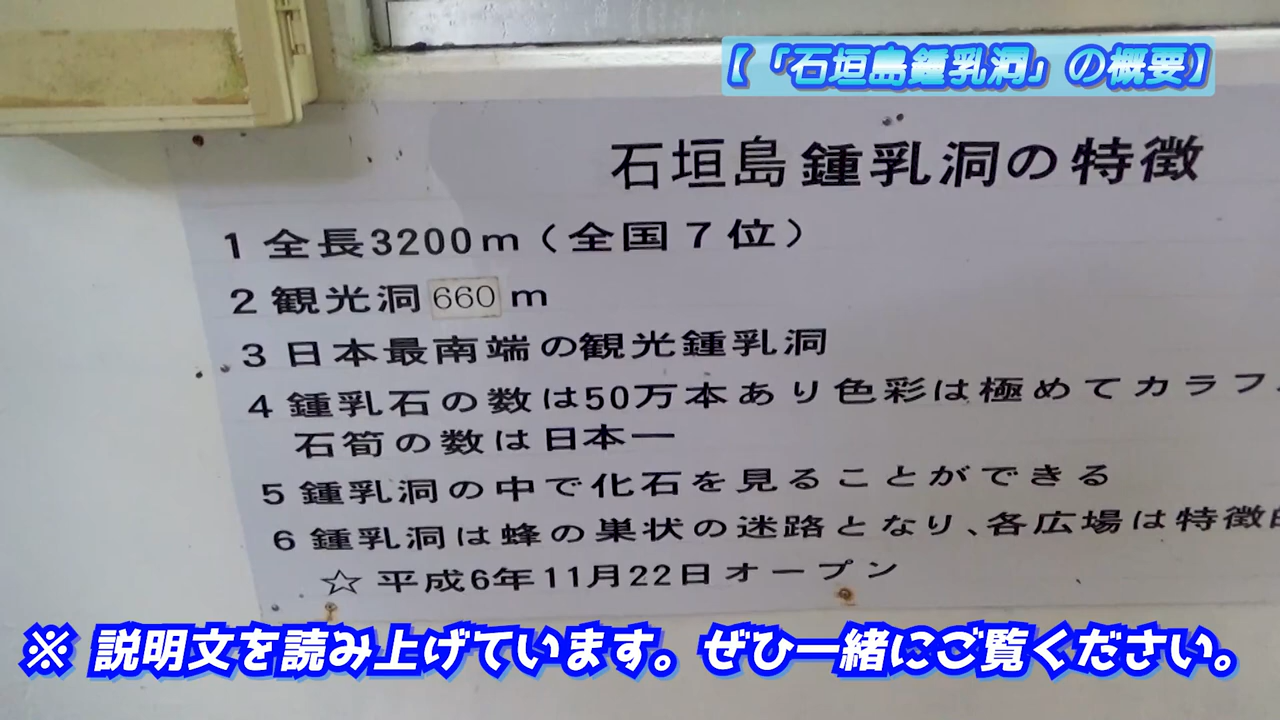 【「石垣島鍾乳洞」の概要】
石垣島鍾乳洞の特徴
1 全長3200m（全国７位）
2 観光洞660m
3 日本最南端の観光鍾乳洞
4 鍾乳石の数は50万本あり色彩は極めてカラフ
石筍の数は日本一
5 鍾乳洞の中で化石を見ることができる
6 鍾乳洞は蜂の巣状の迷路となり、各広場は特徴
☆ 平成6年11月22日オープン
※ 説明文を読み上げています。ぜひ一緒にご覧ください。